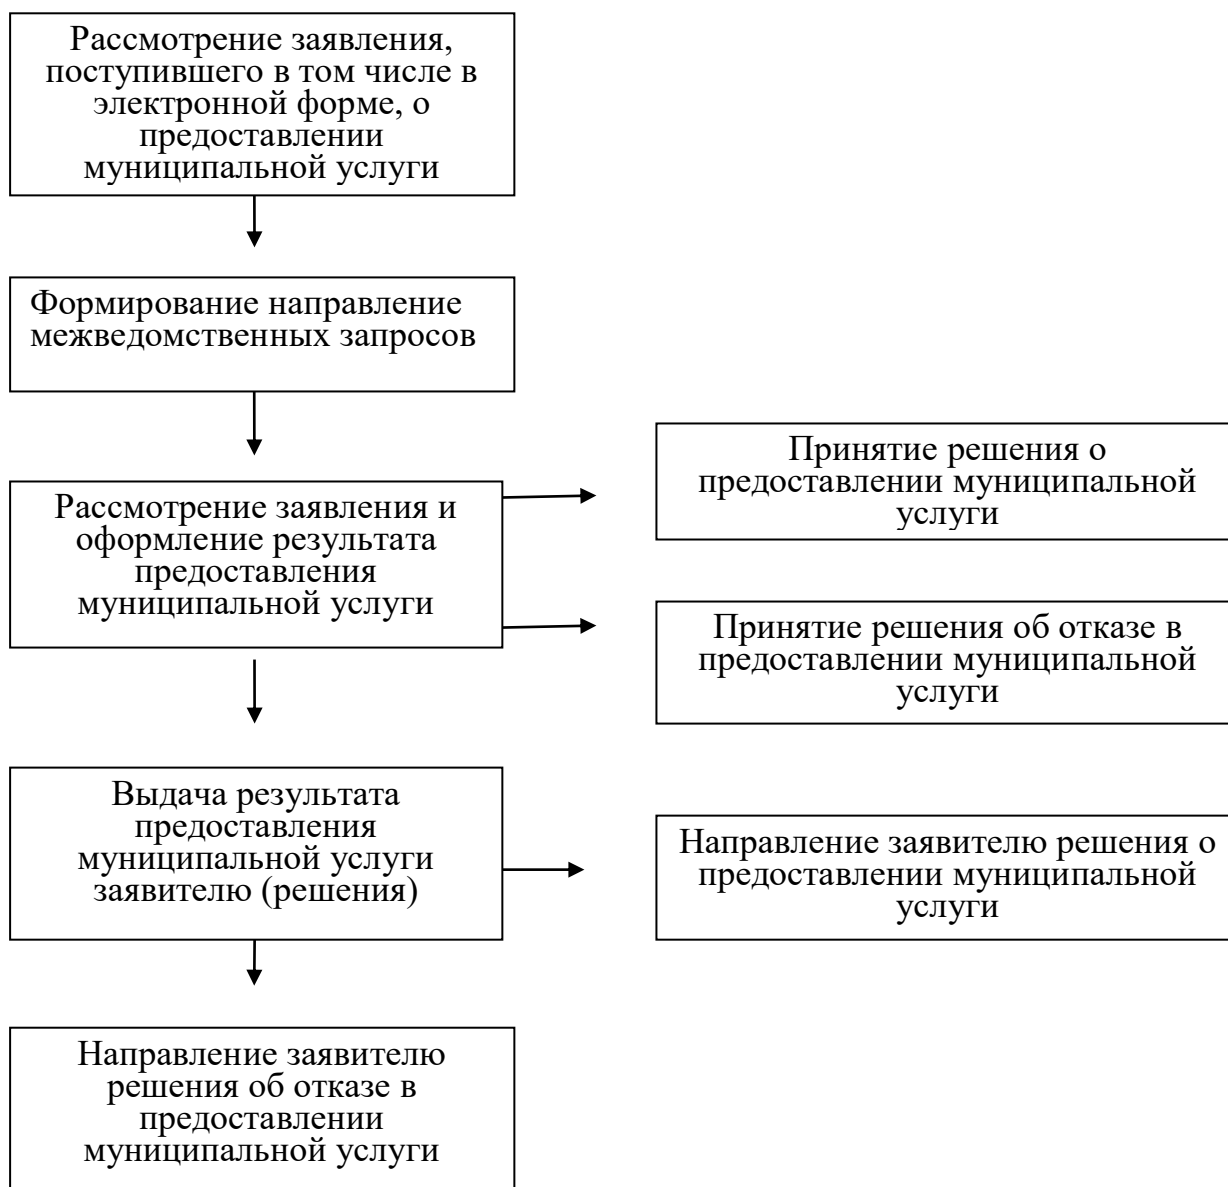 Рассмотрение заявления,
поступившего в том числе в
электронной форме, о
предоставлении
муниципальной услуги
Формирование направление
межведомственных запросов
Рассмотрение заявления и
оформление результата
предоставления
муниципальной услуги
Принятие решения о
предоставлении муниципальной
услуги
Принятие решения об отказе в
предоставлении муниципальной
услуги
Выдача результата
предоставления
муниципальной услуги
заявителю (решения)
Направление заявителю решения о
предоставлении муниципальной
услуги
Направление заявителю
решения об отказе в
предоставлении
муниципальной услуги